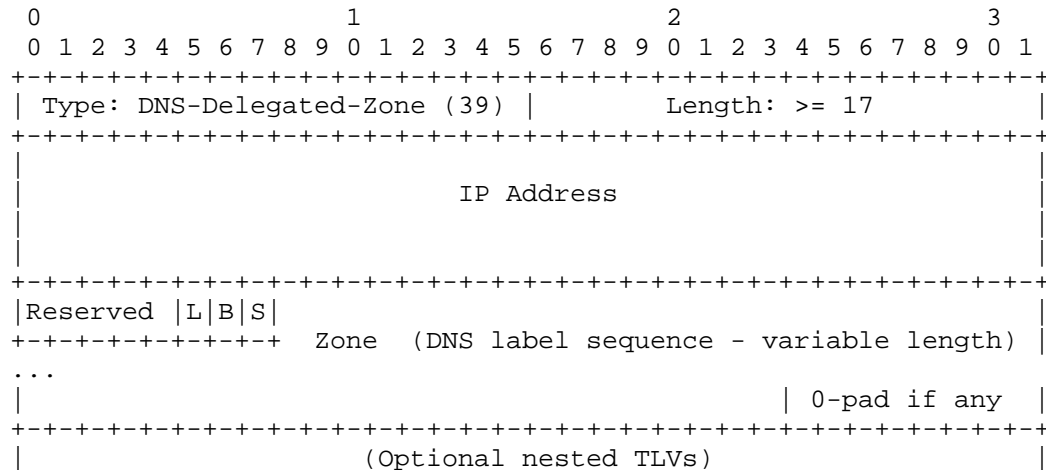 0                   1                   2                   3
 0 1 2 3 4 5 6 7 8 9 0 1 2 3 4 5 6 7 8 9 0 1 2 3 4 5 6 7 8 9 0 1
+-+-+-+-+-+-+-+-+-+-+-+-+-+-+-+-+-+-+-+-+-+-+-+-+-+-+-+-+-+-+-+-+
| Type: DNS-Delegated-Zone (39) |        Length: >= 17          |
+-+-+-+-+-+-+-+-+-+-+-+-+-+-+-+-+-+-+-+-+-+-+-+-+-+-+-+-+-+-+-+-+
|                                                               |
|                           IP Address                          |
|                                                               |
|                                                               |
+-+-+-+-+-+-+-+-+-+-+-+-+-+-+-+-+-+-+-+-+-+-+-+-+-+-+-+-+-+-+-+-+
|Reserved |L|B|S|                                               |
+-+-+-+-+-+-+-+-+  Zone  (DNS label sequence - variable length) |
...
|                                               | 0-pad if any  |
+-+-+-+-+-+-+-+-+-+-+-+-+-+-+-+-+-+-+-+-+-+-+-+-+-+-+-+-+-+-+-+-+
|                     (Optional nested TLVs)                    |